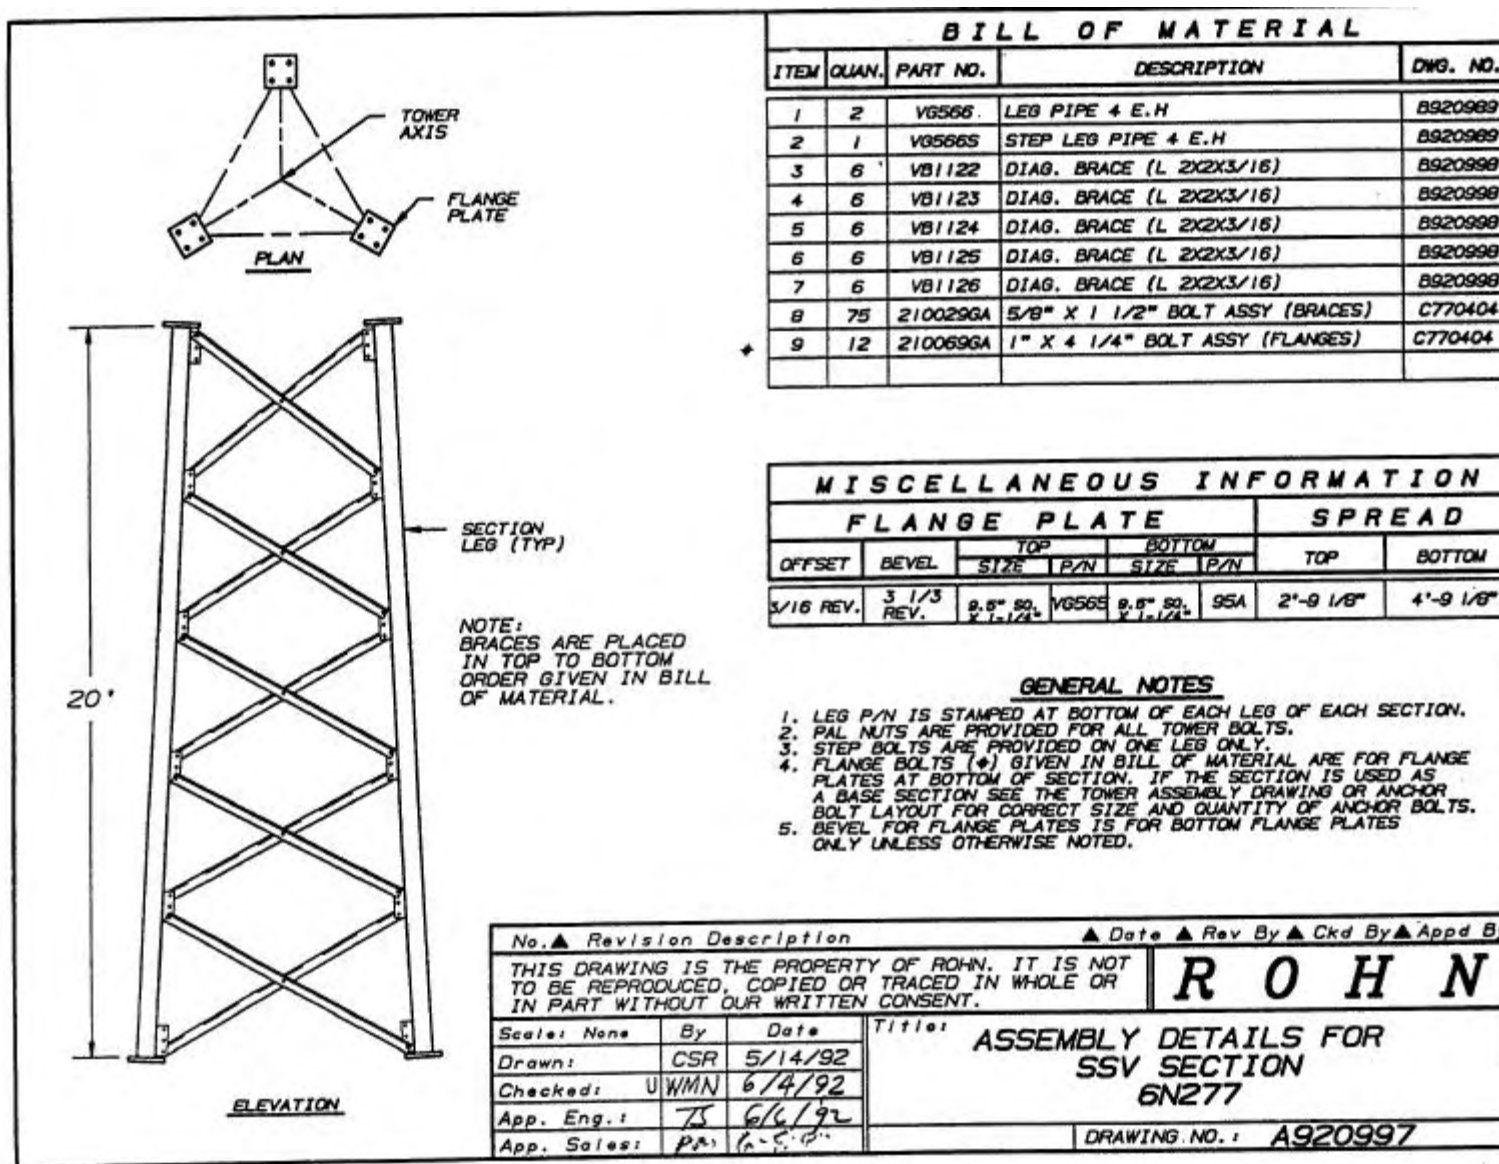 TOWER
AXIS
FLANGE
PLATE
PLAN
SECTION
LEG (TYP)
NOTE:
BRACES ARE PLACED
IN TOP TO BOTTOM
ORDER GIVEN IN BILL
OF MATERIAL.
20'
ELEVATION
BILL OF MATERIAL
ITEM QUAN. PART NO. DESCRIPTION DWG. NO.
1 2 VG566 LEG PIPE 4 E.H B920989
2 1 VG566S STEP LEG PIPE 4 E.H B920989
3 6 VB1122 DIAG. BRACE (L 2X2X3/16) B920998
4 6 VB1123 DIAG. BRACE (L 2X2X3/16) B920998
5 6 VB1124 DIAG. BRACE (L 2X2X3/16) B920998
6 6 VB1125 DIAG. BRACE (L 2X2X3/16) B920998
7 6 VB1126 DIAG. BRACE (L 2X2X3/16) B920998
8 75 210029GA 5/8" X 1 1/2" BOLT ASSY (BRACES) C770404
9 12 210069GA 1" X 4 1/4" BOLT ASSY (FLANGES) C770404
MISCELLANEOUS INFORMATION
FLANGE PLATE SPREAD
OFFSET BEVEL TOP BOTTOM TOP BOTTOM
SIZE P/N SIZE P/N
3/16 REV. 3 1/3 REV. 9.5" SQ. X 1-1/4" VG565 9.5" SQ. X 1-1/4" 95A 2'-9 1/8" 4'-9 1/8"
GENERAL NOTES
1. LEG P/N IS STAMPED AT BOTTOM OF EACH LEG OF EACH SECTION.
2. PAL NUTS ARE PROVIDED FOR ALL TOWER BOLTS.
3. STEP BOLTS ARE PROVIDED ON ONE LEG ONLY.
4. FLANGE BOLTS (♦) GIVEN IN BILL OF MATERIAL ARE FOR FLANGE
PLATES AT BOTTOM OF SECTION. IF THE SECTION IS USED AS
A BASE SECTION SEE THE TOWER ASSEMBLY DRAWING OR ANCHOR
BOLT LAYOUT FOR CORRECT SIZE AND QUANTITY OF ANCHOR BOLTS.
5. BEVEL FOR FLANGE PLATES IS FOR BOTTOM FLANGE PLATES
ONLY UNLESS OTHERWISE NOTED.
No.▲ Revision Description ▲ Date ▲ Rev By ▲ Ckd By ▲ Appd By
THIS DRAWING IS THE PROPERTY OF ROHN. IT IS NOT
TO BE REPRODUCED, COPIED OR TRACED IN WHOLE OR
IN PART WITHOUT OUR WRITTEN CONSENT.
ROHN
Scale: None By Date
Drawn: CSR 5/14/92
Checked: U WMN 6/4/92
App. Eng.: TS
App. Sales:
Title:
ASSEMBLY DETAILS FOR
SSV SECTION
6N277
DRAWING NO.: A920997